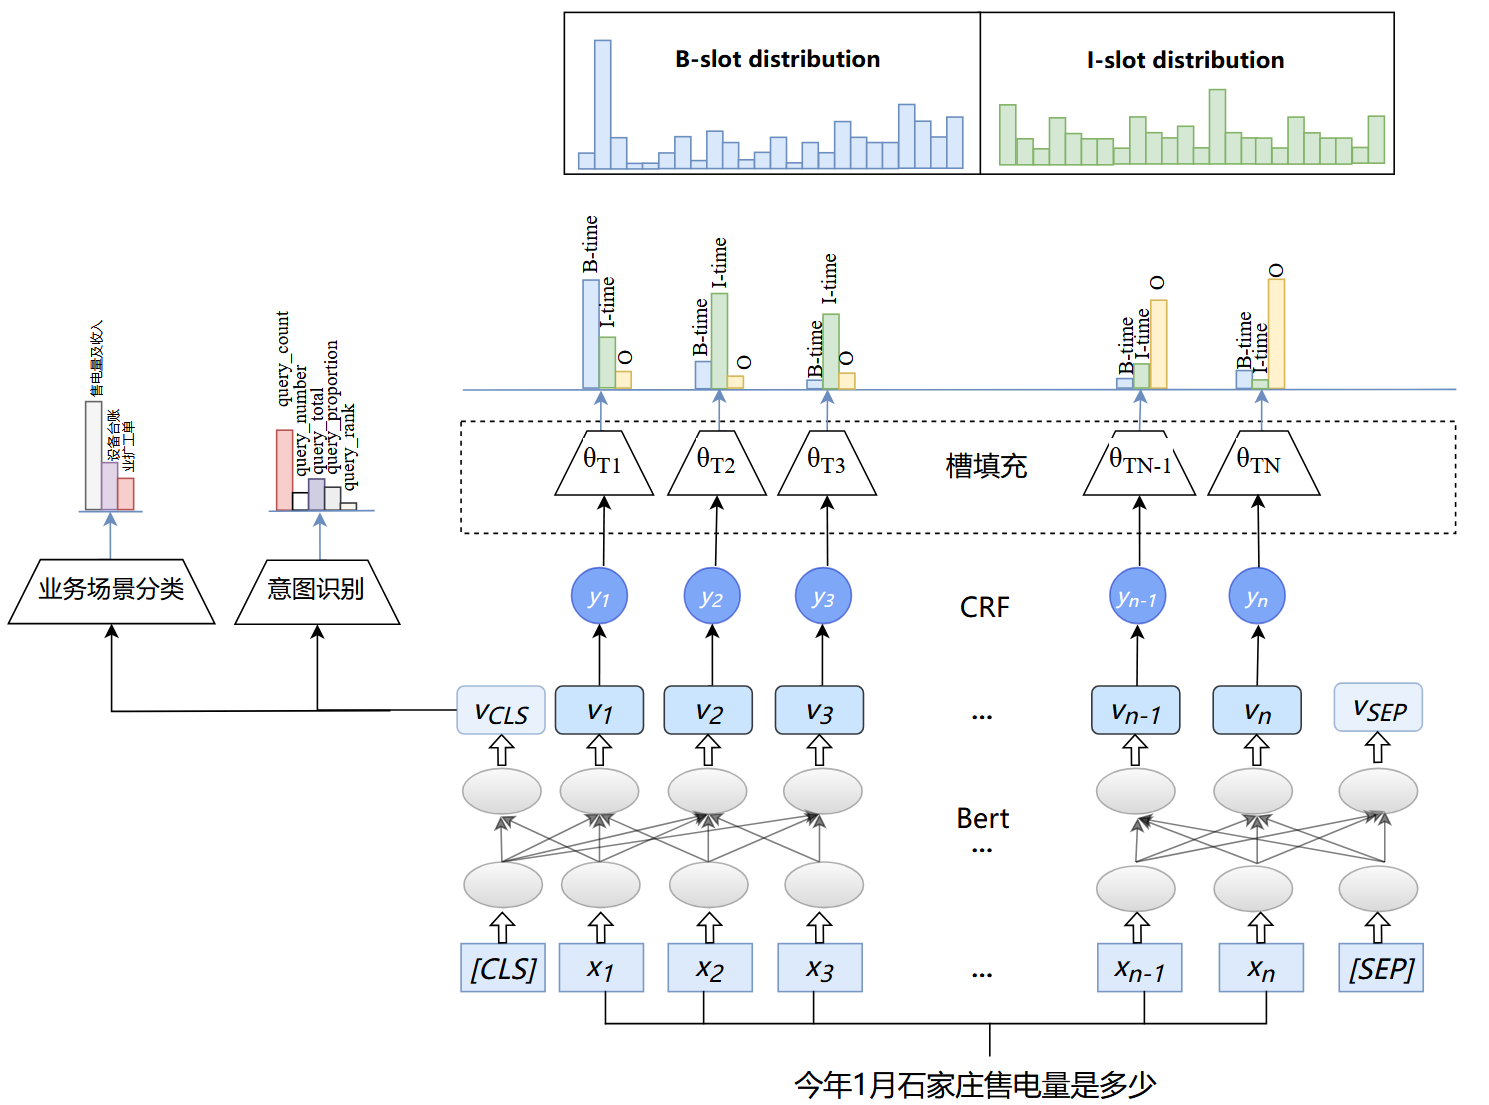 B-slot distribution
I-slot distribution
B-time
I-time
O
B-time
I-time
O
B-time
I-time
O
B-time
I-time
O
B-time
I-time
O
售电量及收入
设备台账
业扩工单
query_count
query_number
query_total
query_proportion
query_rank
θT1
θT2
θT3
槽填充
θTN-1
θTN
业务场景分类
意图识别
y1
y2
y3
CRF
yn-1
yn
vCLS
v1
v2
v3
...
vn-1
vn
vSEP
Bert
...
[CLS]
x1
x2
x3
...
xn-1
xn
[SEP]
今年1月石家庄售电量是多少